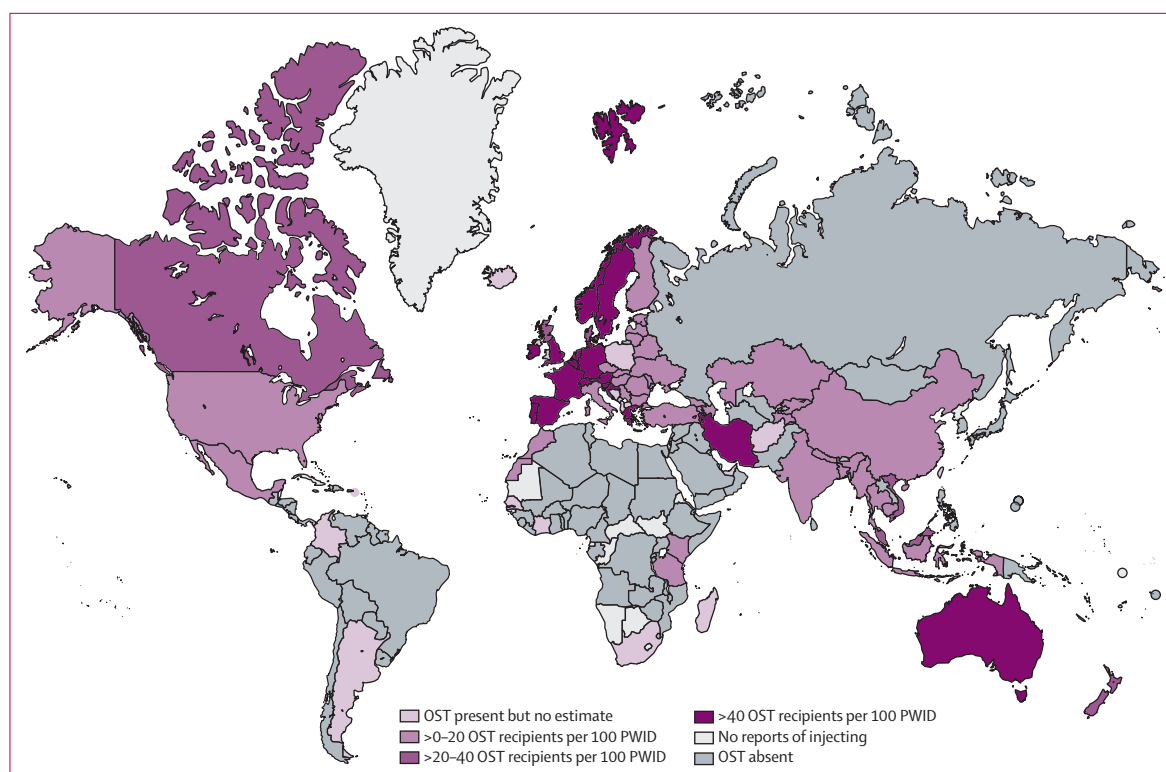 OST present but no estimate
>0–20 OST recipients per 100 PWID
>20–40 OST recipients per 100 PWID
>40 OST recipients per 100 PWID
No reports of injecting
OST absent